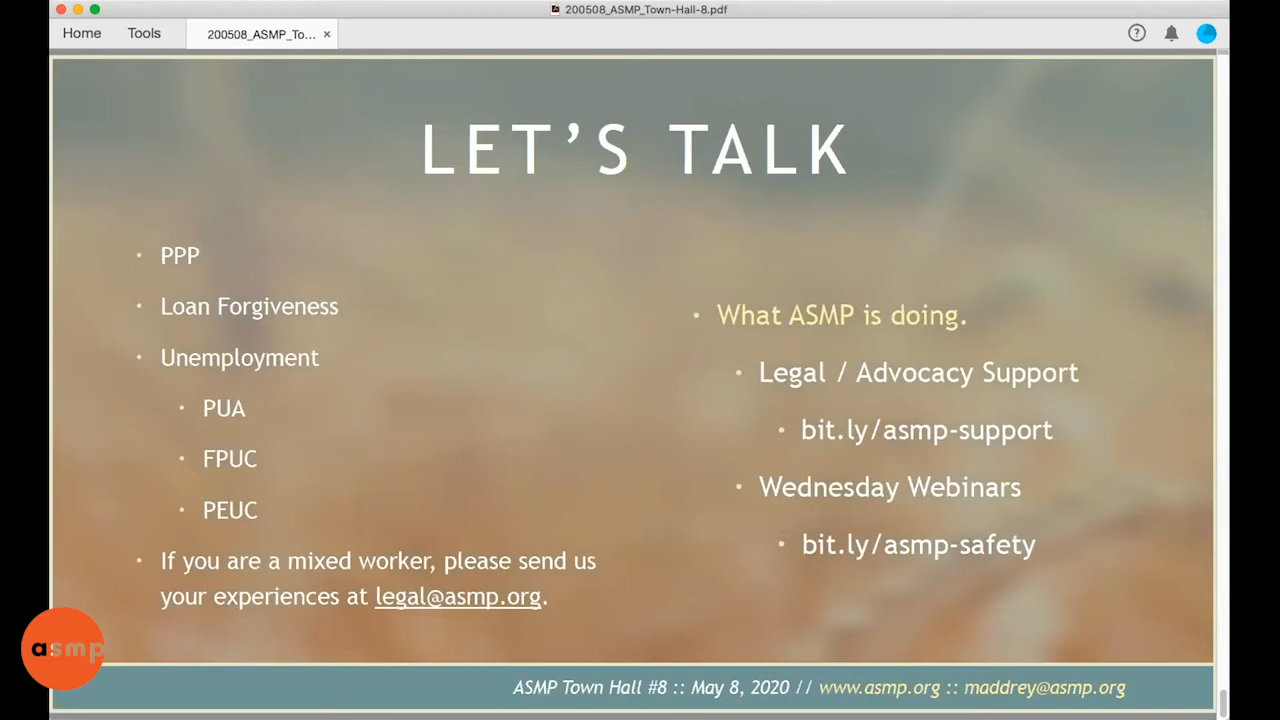 200508_ASMP_Town-Hall-8.pdf
Home
Tools
200508_ASMP_To... ×
LET'S TALK
• PPP
• Loan Forgiveness
• Unemployment
• PUA
• FPUC
• PEUC
• If you are a mixed worker, please send us
your experiences at legal@asmp.org.
• What ASMP is doing.
• Legal / Advocacy Support
• bit.ly/asmp-support
• Wednesday Webinars
• bit.ly/asmp-safety
asmp
ASMP Town Hall #8 :: May 8, 2020 // www.asmp.org :: maddrey@asmp.org